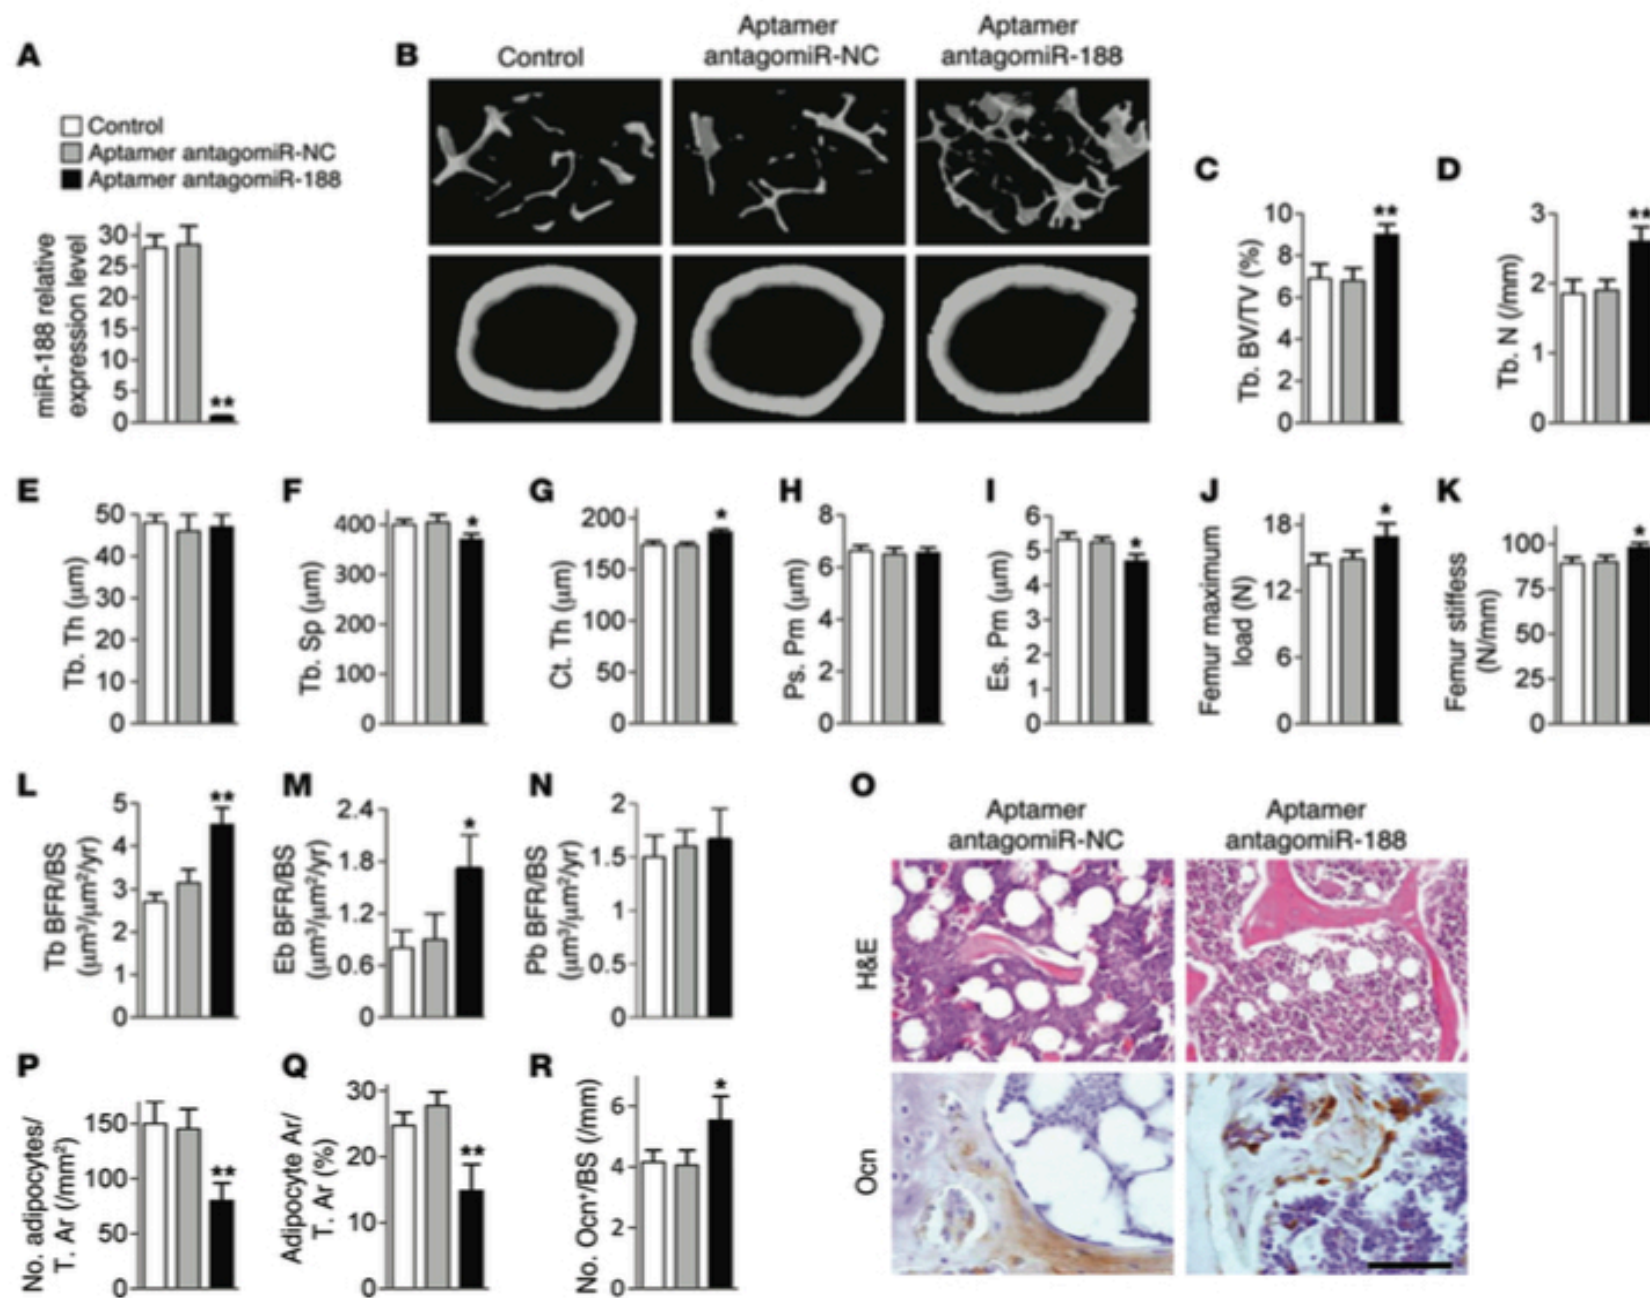 A
Control
Aptamer antagomiR-NC
Aptamer antagomiR-188
miR-188 relative
expression level
30
25
20
15
10
5
0
**
B
Control
Aptamer
antagomiR-NC
Aptamer
antagomiR-188
C
Tb. BV/TV (%)
10
8
6
4
2
0
**
D
Tb. N (/mm)
3
2
1
0
**
E
Tb. Th (μm)
50
40
30
20
10
0
F
Tb. Sp (μm)
400
300
200
100
0
*
G
Ct. Th (μm)
200
150
100
50
0
*
H
Ps. Pm (μm)
8
6
4
2
0
I
Es. Pm (μm)
6
5
4
3
2
1
0
*
J
Femur maximum
load (N)
18
12
6
0
*
K
Femur stiffess
(N/mm)
100
75
50
25
0
*
L
Tb BFR/BS
(μm³/μm²/yr)
5
4
3
2
1
0
**
M
Eb BFR/BS
(μm³/μm²/yr)
2.4
1.8
1.2
0.6
0
*
N
Pb BFR/BS
(μm³/μm²/yr)
2
1.5
1
0.5
0
O
Aptamer
antagomiR-NC
Aptamer
antagomiR-188
H&E
Ocn
P
No. adipocytes/
T. Ar (/mm²)
150
100
50
0
**
Q
Adipocyte Ar/
T. Ar (%)
30
20
10
0
**
R
No. Ocn⁺/BS (/mm)
6
4
2
0
*